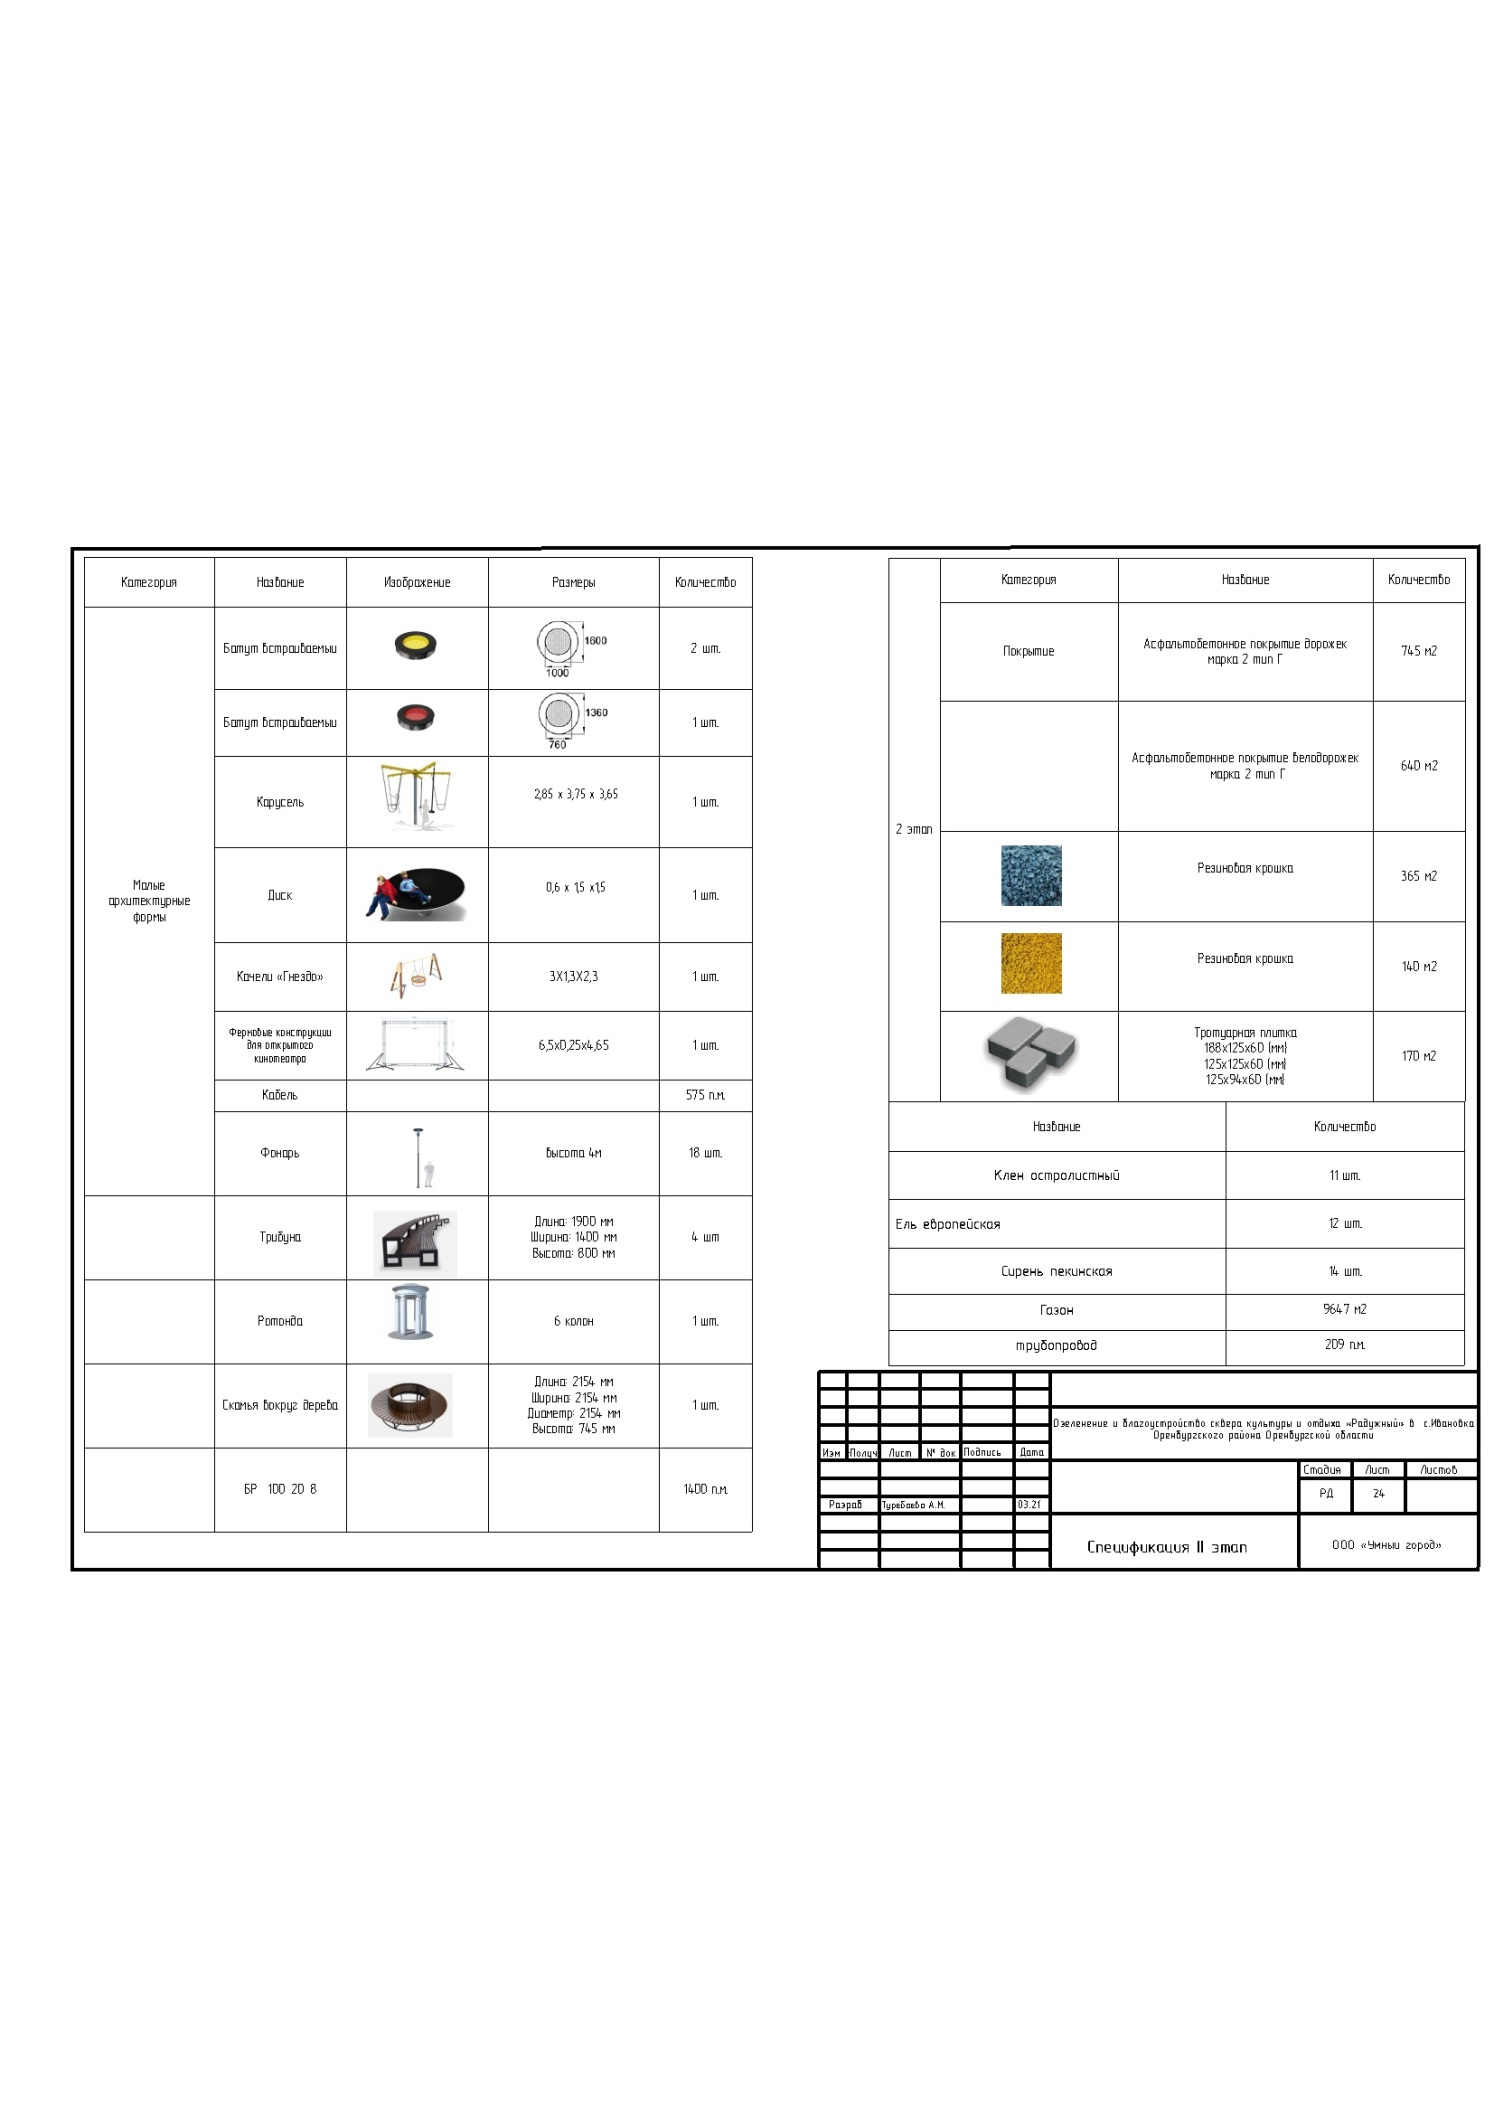 Категория Название Изображение Размеры Количество
Малые
архитектурные
формы
Батут встраиваемыи 1600 1000 2 шт.
Батут встраиваемыи 1360 760 1 шт.
Карусель 2,85 x 3,75 x 3,65 1 шт.
Диск 0,6 x 1,5 x1,5 1 шт.
Качели «Гнездо» 3X1,3X2,3 1 шт.
Фермовые конструкции
для открытого
кинотеатра
6,5x0,25x4,65 1 шт.
Кабель 575 п.м.
Фонарь высота 4м 18 шт.
Трибуна
Длина: 1900 мм
Ширина: 1400 мм
Высота: 800 мм
4 шт
Ротонда 6 колон 1 шт.
Скамья вокруг дерева
Длина: 2154 мм
Ширина: 2154 мм
Диаметр: 2154 мм
Высота: 745 мм
1 шт.
БР 100 20 8 1400 п.м.
2 этап
Категория Название Количество
Покрытие
Асфальтобетонное покрытие дорожек
марка 2 тип Г
745 м2
Асфальтобетонное покрытие велодорожек
марка 2 тип Г
640 м2
Резиновая крошка 365 м2
Резиновая крошка 140 м2
Тротуарная плитка
188x125x60 (мм)
125x125x60 (мм)
125x94x60 (мм)
170 м2
Название Количество
Клен остролистный 11 шт.
Ель европейская 12 шт.
Сирень пекинская 14 шт.
Газон 9647 м2
трубопровод 209 п.м.
Озеленение и благоустройство сквера культуры и отдыха «Радужный» в с.Ивановка
Оренбургского района Оренбургской области
Изм Получ Лист № док Подпись Дата
Стадия Лист Листов
РД 24
Разраб Туребаева А.М. 03.21
Спецификация II этап
ООО «Умныи город»